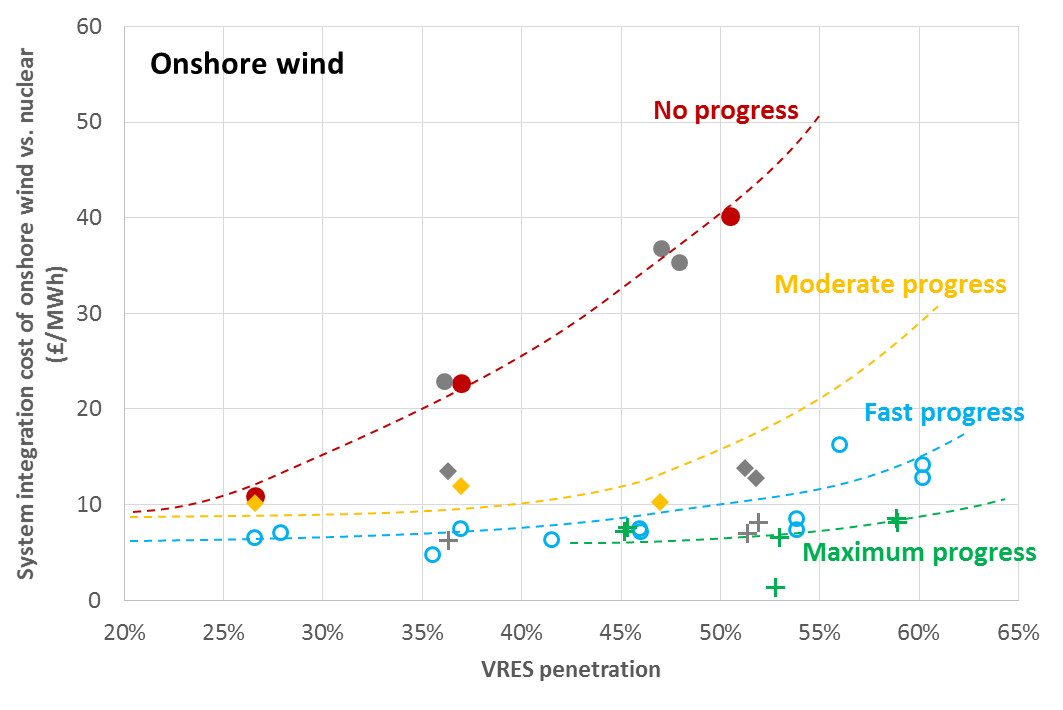 Onshore wind
System integration cost of onshore wind vs. nuclear
(£/MWh)
60
50
40
30
20
10
0
No progress
Moderate progress
Fast progress
Maximum progress
20%
25%
30%
35%
40%
45%
50%
55%
60%
65%
VRES penetration